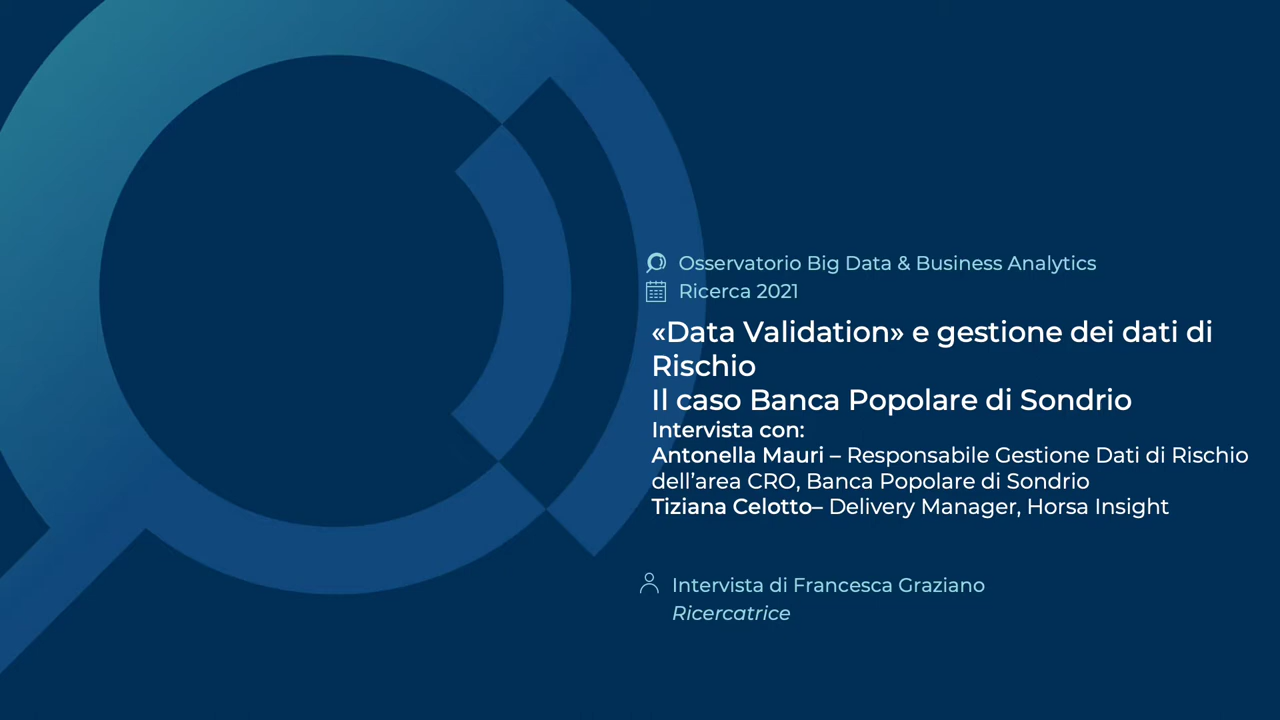 Osservatorio Big Data & Business Analytics
Ricerca 2021
«Data Validation» e gestione dei dati di
Rischio
Il caso Banca Popolare di Sondrio
Intervista con:
Antonella Mauri – Responsabile Gestione Dati di Rischio
dell’area CRO, Banca Popolare di Sondrio
Tiziana Celotto– Delivery Manager, Horsa Insight
Intervista di Francesca Graziano
Ricercatrice